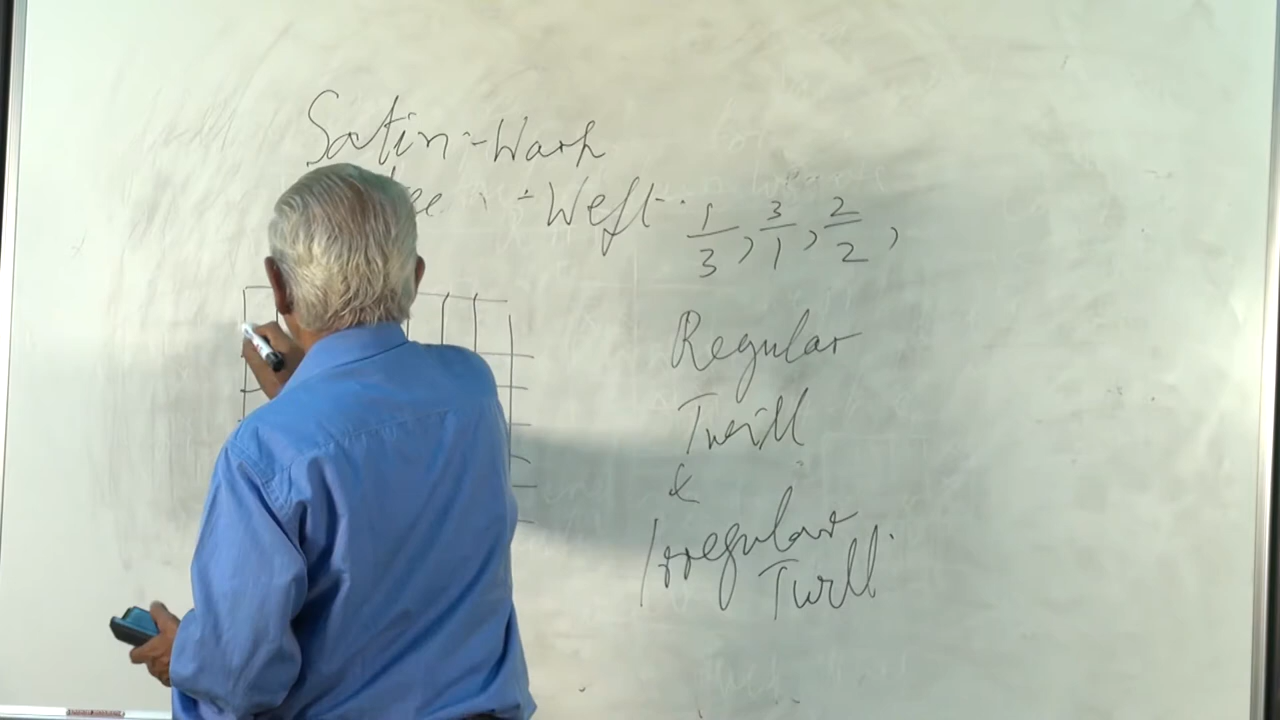 Satin - Warp
- Weft.
1/3, 3/1, 2/2,
Regular
Twill
&
Irregular
Twill.